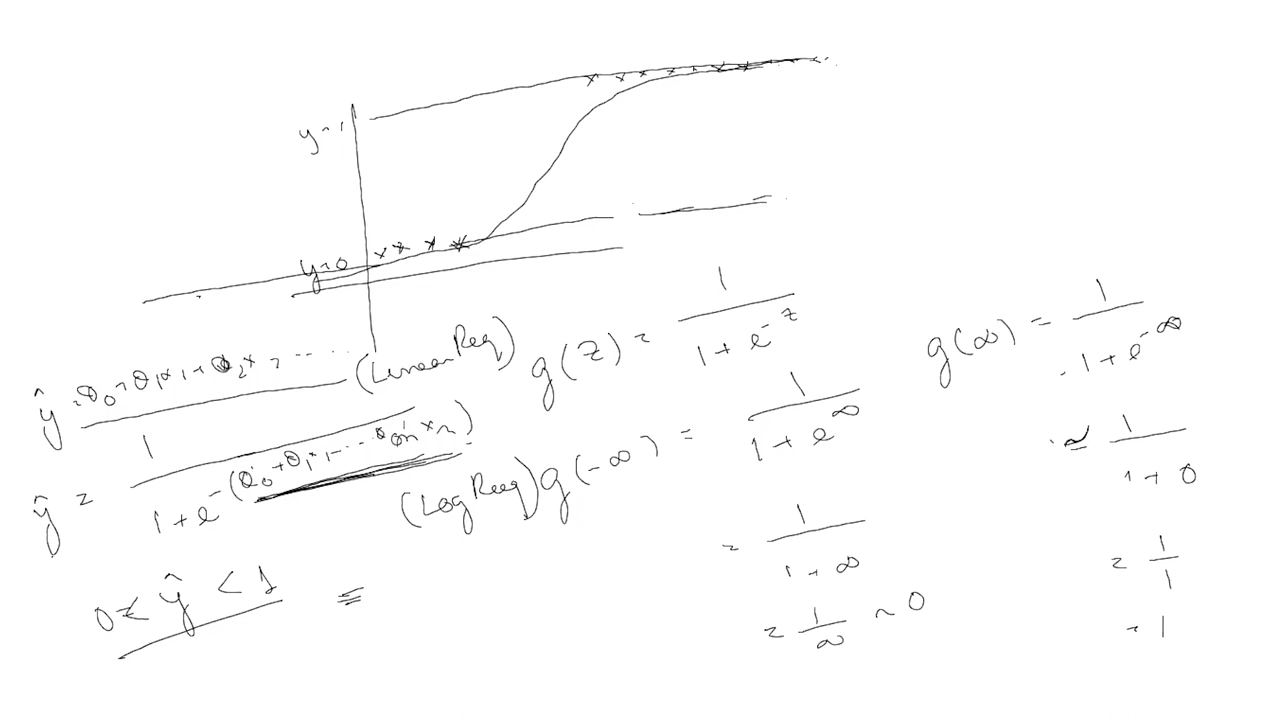 y = 1
y = 0
ŷ = θ₀ + θ₁x₁ + θ₂x₂ ..... (Linear Reg)
ŷ = 1 / (1 + e^-(θ₀ + θ₁x₁ ... θₙxₙ)) (Log Reg)
0 < ŷ < 1
g(z) = 1 / (1 + e^-z)
g(-∞) = 1 / (1 + e^∞)
= 1 / (1 + ∞)
= 1 / ∞ ~ 0
g(∞) = 1 / (1 + e^-∞)
≃ 1 / (1 + 0)
= 1 / 1
= 1